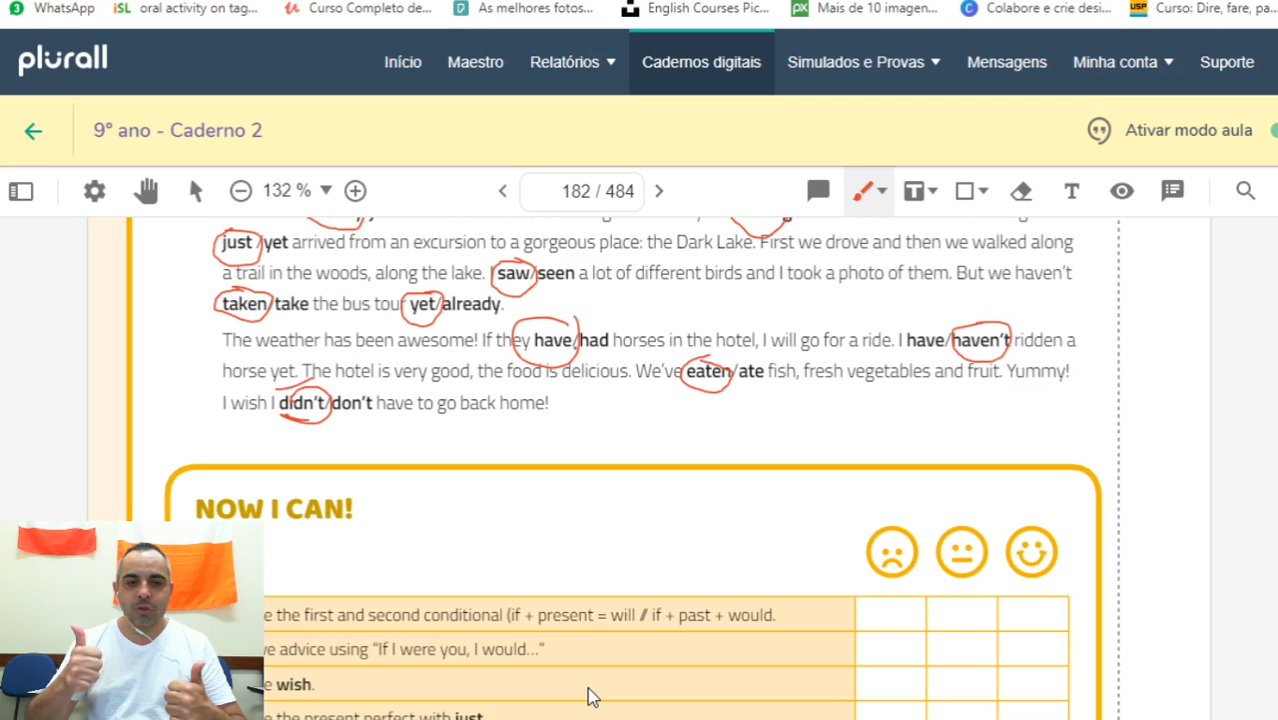 WhatsApp iSL oral activity on tag... Curso Completo de... As melhores fotos... English Courses Pic... px Mais de 10 imagen... C Colabore e crie desi... USP Curso: Dire, fare, pa...
plurall Início Maestro Relatórios Cadernos digitais Simulados e Provas Mensagens Minha conta Suporte
9º ano - Caderno 2 Ativar modo aula
132 % 182 / 484 T T
just/yet arrived from an excursion to a gorgeous place: the Dark Lake. First we drove and then we walked along
a trail in the woods, along the lake. I saw/seen a lot of different birds and I took a photo of them. But we haven't
taken/take the bus tour yet/already.
The weather has been awesome! If they have/had horses in the hotel, I will go for a ride. I have/haven't ridden a
horse yet. The hotel is very good, the food is delicious. We've eaten/ate fish, fresh vegetables and fruit. Yummy!
I wish I didn't/don't have to go back home!
NOW I CAN!
the first and second conditional (if + present = will // if + past + would.
advice using "If I were you, I would..."
wish.
the present perfect with just.